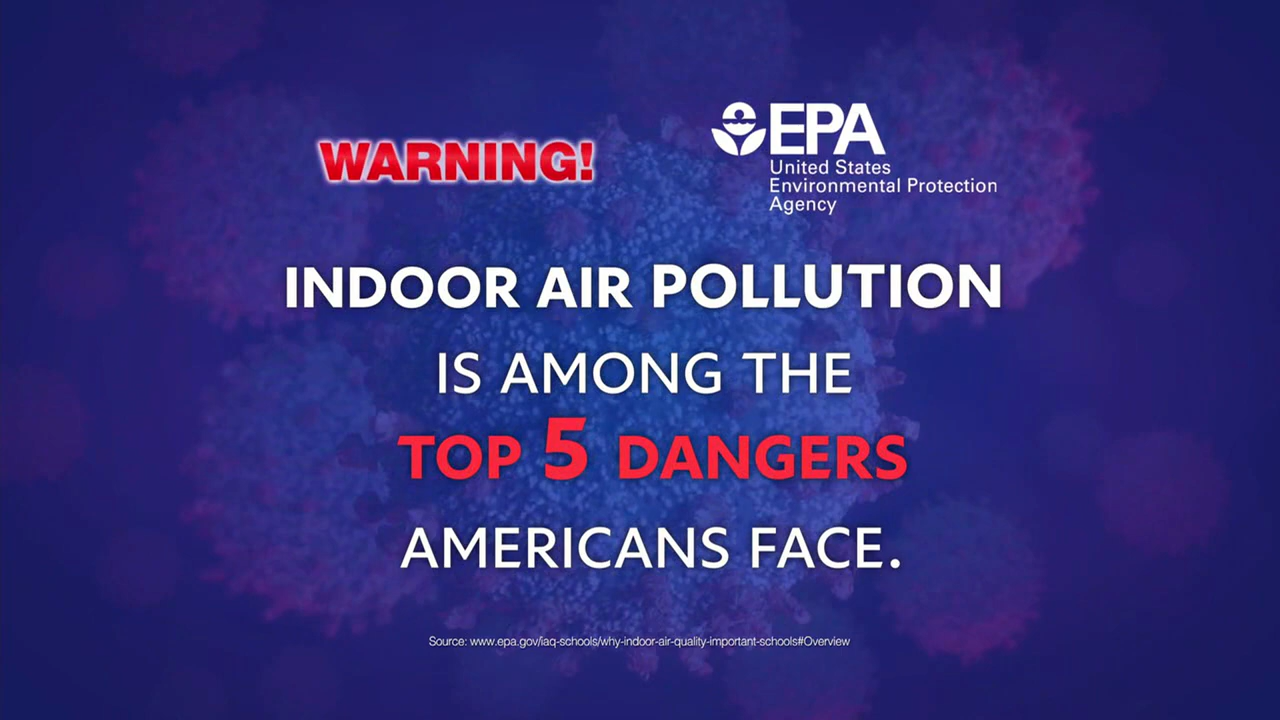 WARNING!
EPA
United States
Environmental Protection
Agency
INDOOR AIR POLLUTION
IS AMONG THE
TOP 5 DANGERS
AMERICANS FACE.
Source: www.epa.gov/iaq-schools/why-indoor-air-quality-important-schools#Overview